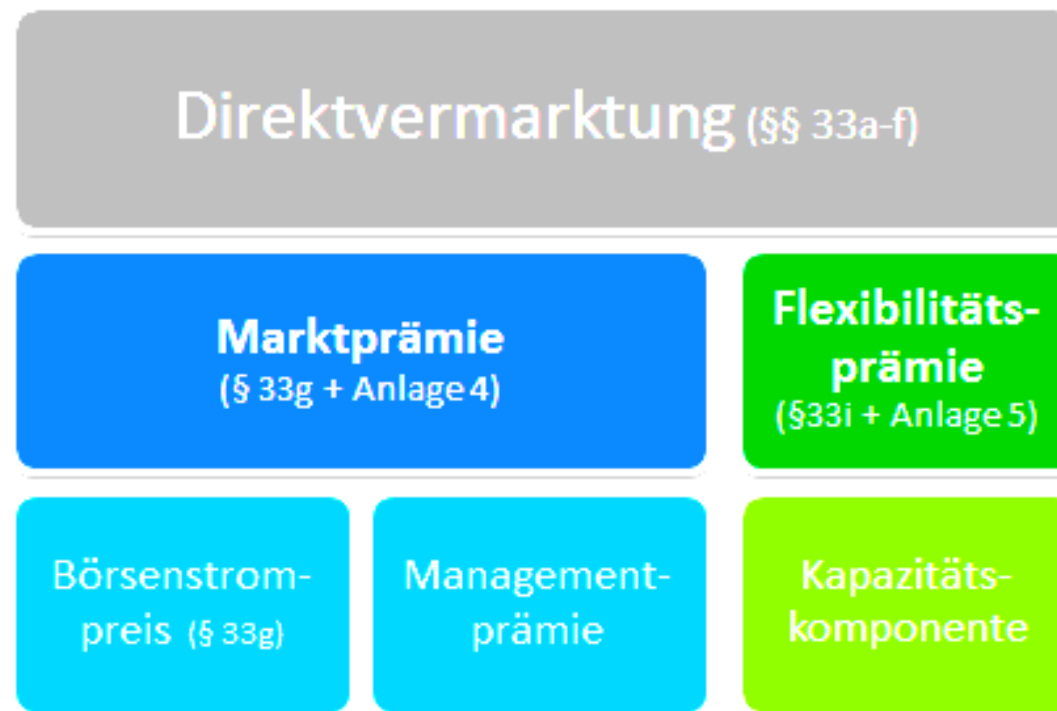 Direktvermarktung (§§ 33a-f)
Marktprämie
(§ 33g + Anlage 4)
Flexibilitäts-
prämie
(§33i + Anlage 5)
Börsenstrom-
preis (§ 33g)
Management-
prämie
Kapazitäts-
komponente